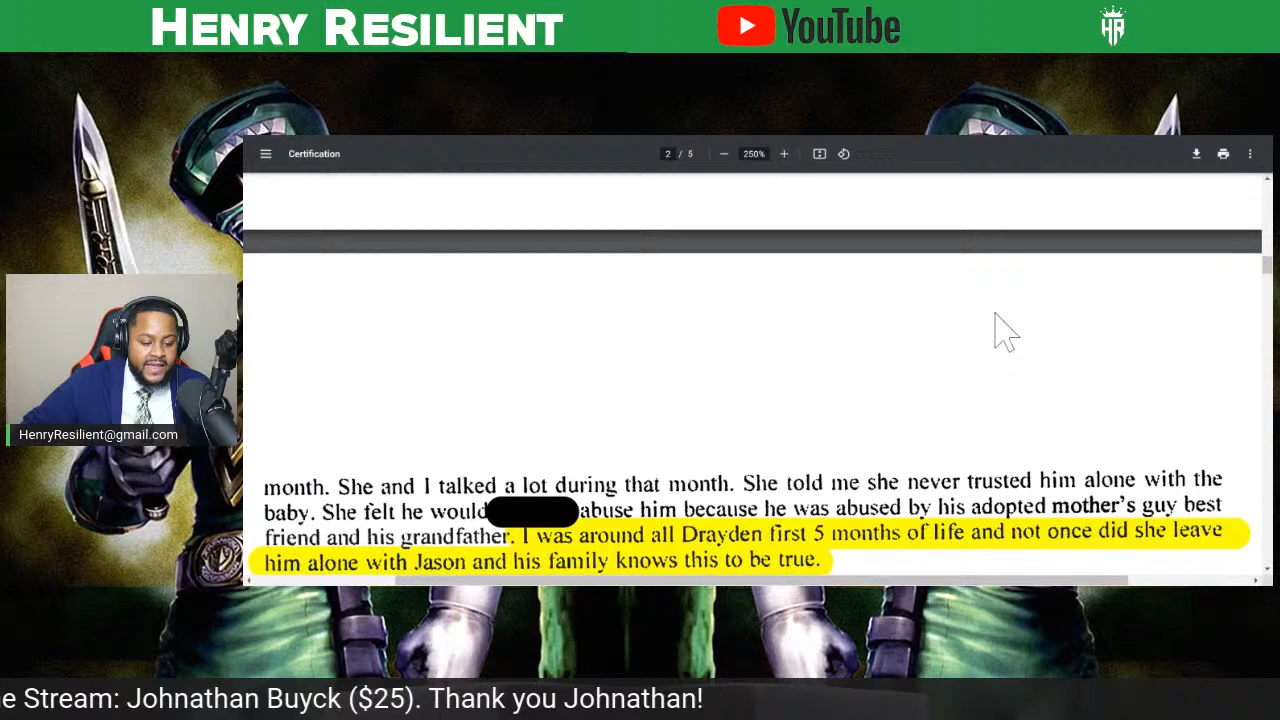 HENRY RESILIENT
YouTube
HR
Certification
2 / 5
250%
month. She and I talked a lot during that month. She told me she never trusted him alone with the
baby. She felt he would abuse him because he was abused by his adopted mother's guy best
friend and his grandfather. I was around all Drayden first 5 months of life and not once did she leave
him alone with Jason and his family knows this to be true.
HenryResilient@gmail.com
e Stream: Johnathan Buyck ($25). Thank you Johnathan!